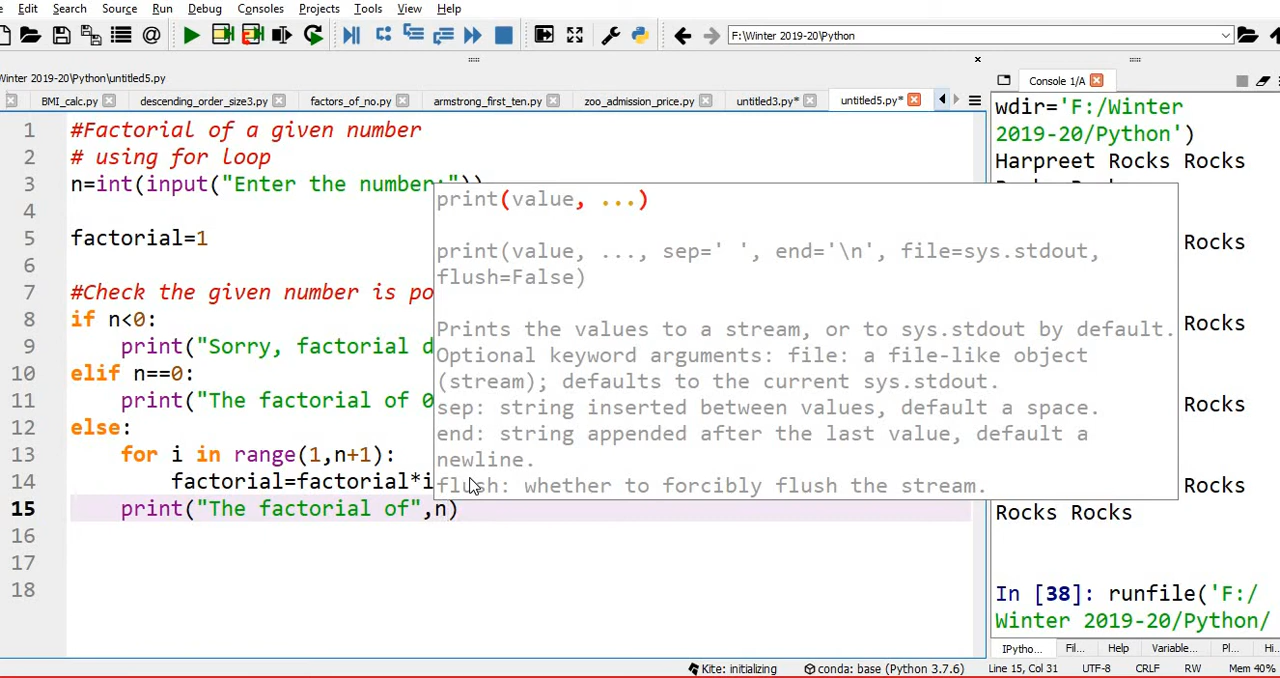 Edit Search Source Run Debug Consoles Projects Tools View Help
F:\Winter 2019-20\Python
Winter 2019-20\Python\untitled5.py
BMI_calc.py descending_order_size3.py factors_of_no.py armstrong_first_ten.py zoo_admission_price.py untitled3.py* untitled5.py*
1 #Factorial of a given number
2 # using for loop
3 n=int(input("Enter the number:"))
4
5 factorial=1
6
7 #Check the given number is po
8 if n<0:
9 print("Sorry, factorial d
10 elif n==0:
11 print("The factorial of 0
12 else:
13 for i in range(1,n+1):
14 factorial=factorial*i
15 print("The factorial of",n)
16
17
18
print(value, ...)
print(value, ..., sep=' ', end='\n', file=sys.stdout,
flush=False)
Prints the values to a stream, or to sys.stdout by default.
Optional keyword arguments: file: a file-like object
(stream); defaults to the current sys.stdout.
sep: string inserted between values, default a space.
end: string appended after the last value, default a
newline.
flush: whether to forcibly flush the stream.
Console 1/A
wdir='F:/Winter
2019-20/Python')
Harpreet Rocks Rocks
Rocks
Rocks
Rocks
Rocks
Rocks Rocks
In [38]: runfile('F:/
Winter 2019-20/Python/
IPytho... Fil... Help Variable... Pl... Hi...
Kite: initializing conda: base (Python 3.7.6) Line 15, Col 31 UTF-8 CRLF RW Mem 40%